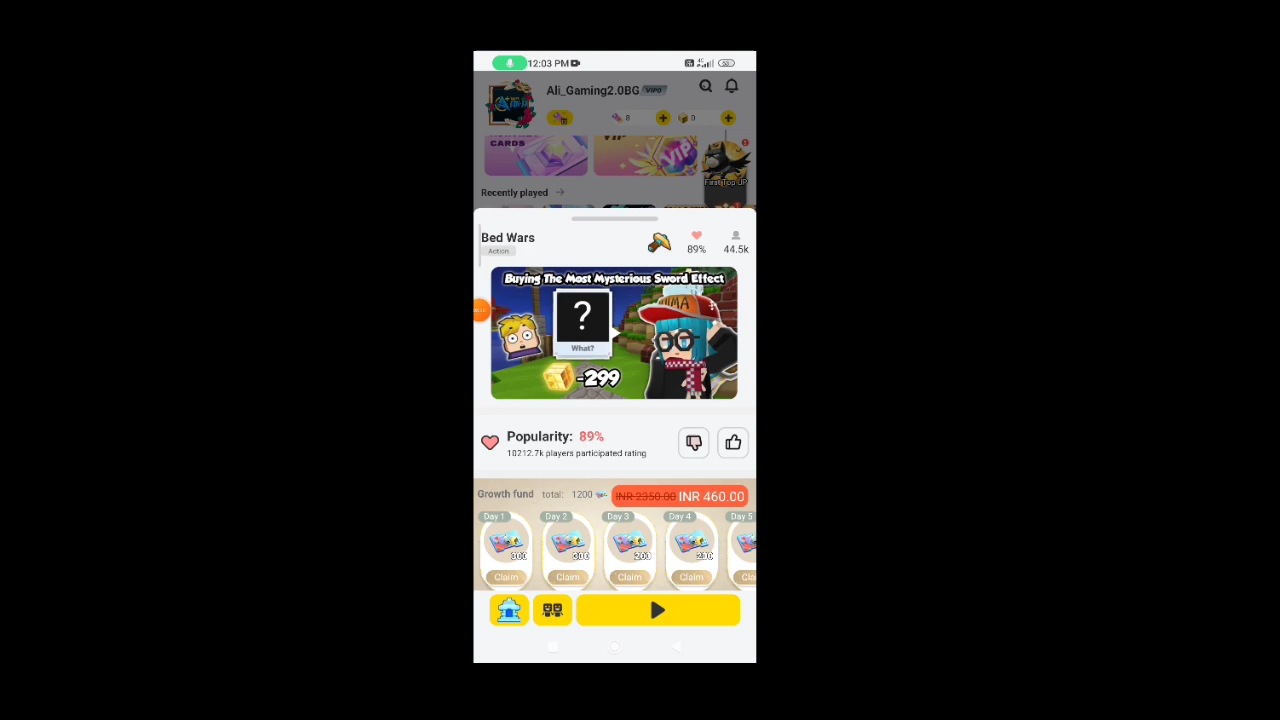 12:03 PM
Ali_Gaming2.0BG
VIP0
8
0
CARDS
VIP
First Top UP
Recently played
Bed Wars
Action
89%
44.5k
Buying The Most Mysterious Sword Effect
?
What?
-299
Popularity: 89%
10212.7k players participated rating
Growth fund total: 1200 INR 2350.00 INR 460.00
Day 1 Day 2 Day 3 Day 4 Day 5
300 300 200 200
Claim Claim Claim Claim Cla